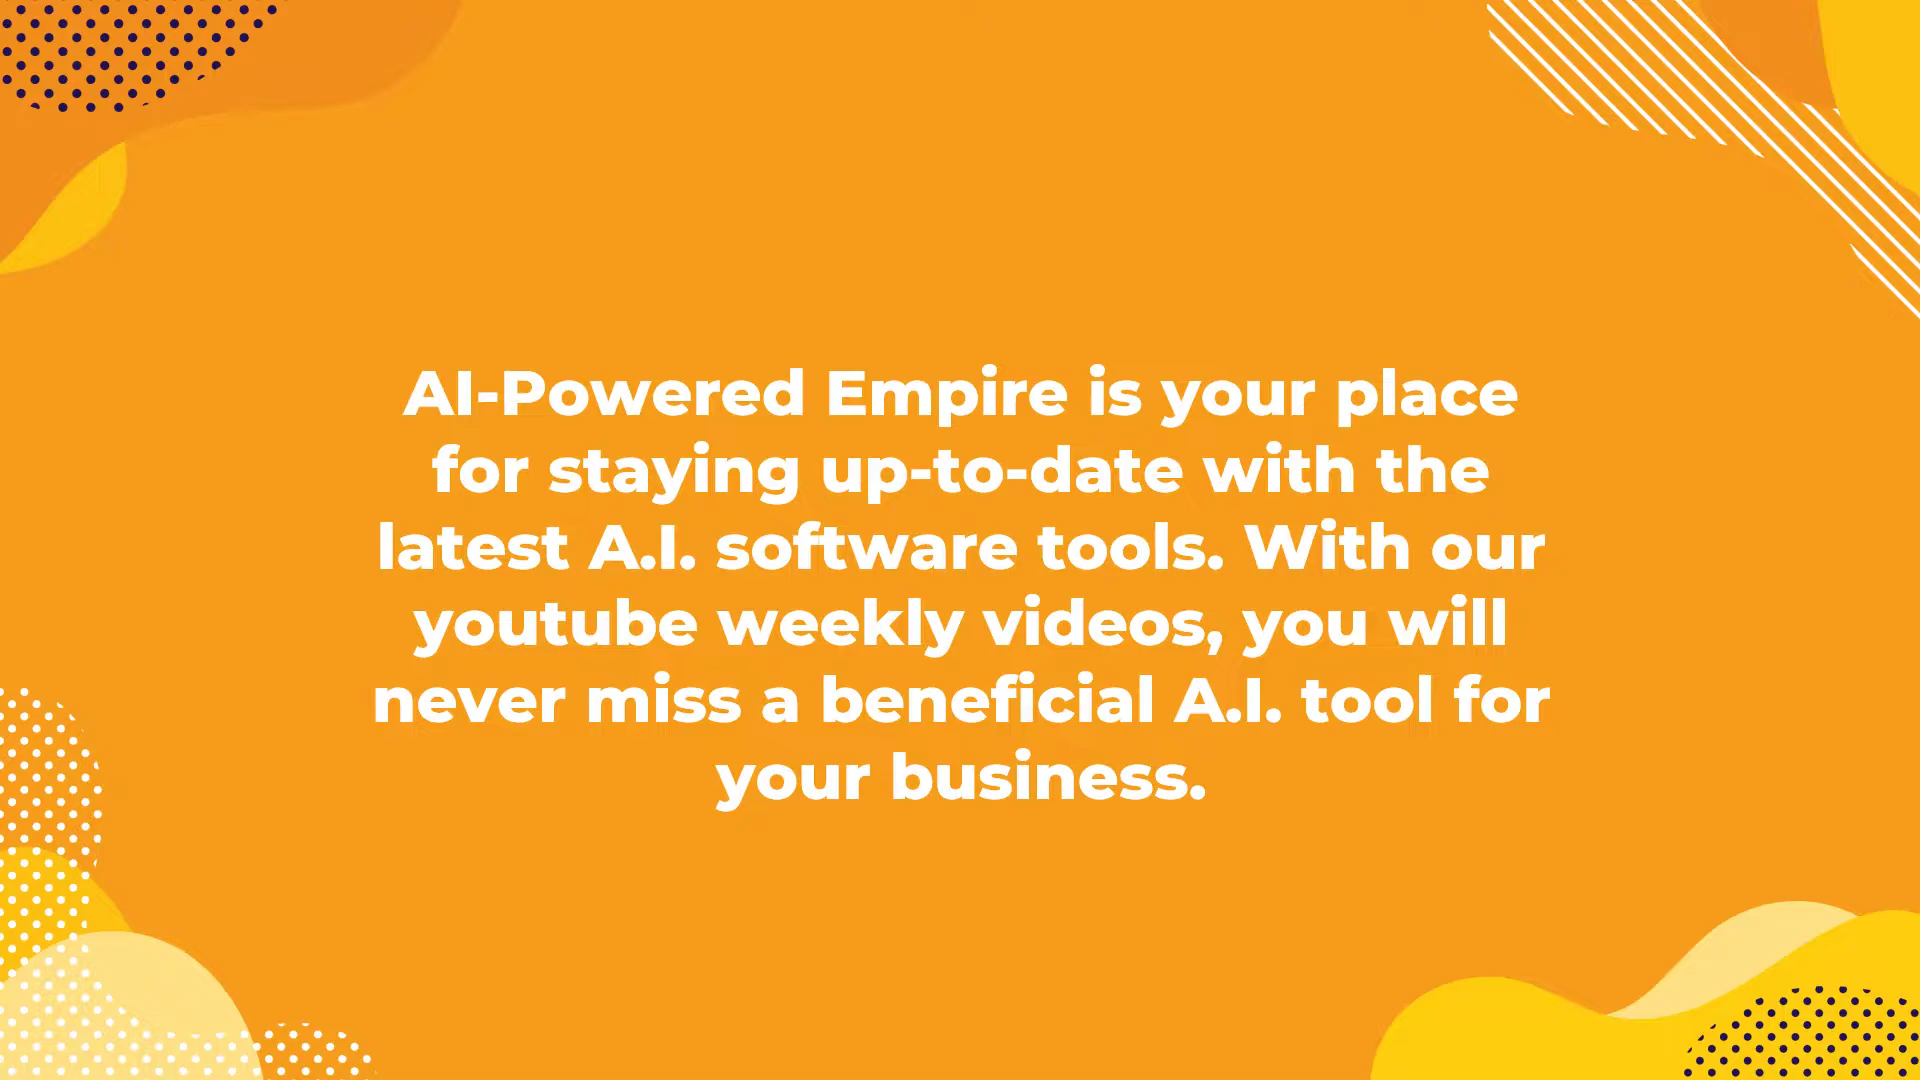 AI-Powered Empire is your place
for staying up-to-date with the
latest A.I. software tools. With our
youtube weekly videos, you will
never miss a beneficial A.I. tool for
your business.